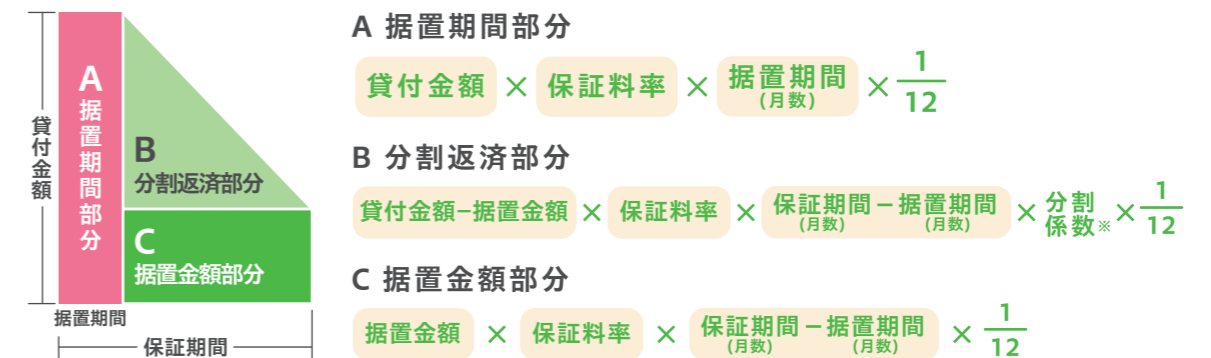 貸付金額
A
据置期間部分
B
分割返済部分
C
据置金額部分
据置期間
保証期間
A 据置期間部分
貸付金額 × 保証料率 × 据置期間(月数) × 1/12
B 分割返済部分
貸付金額−据置金額 × 保証料率 × 保証期間(月数)−据置期間(月数) × 分割係数※ × 1/12
C 据置金額部分
据置金額 × 保証料率 × 保証期間(月数)−据置期間(月数) × 1/12